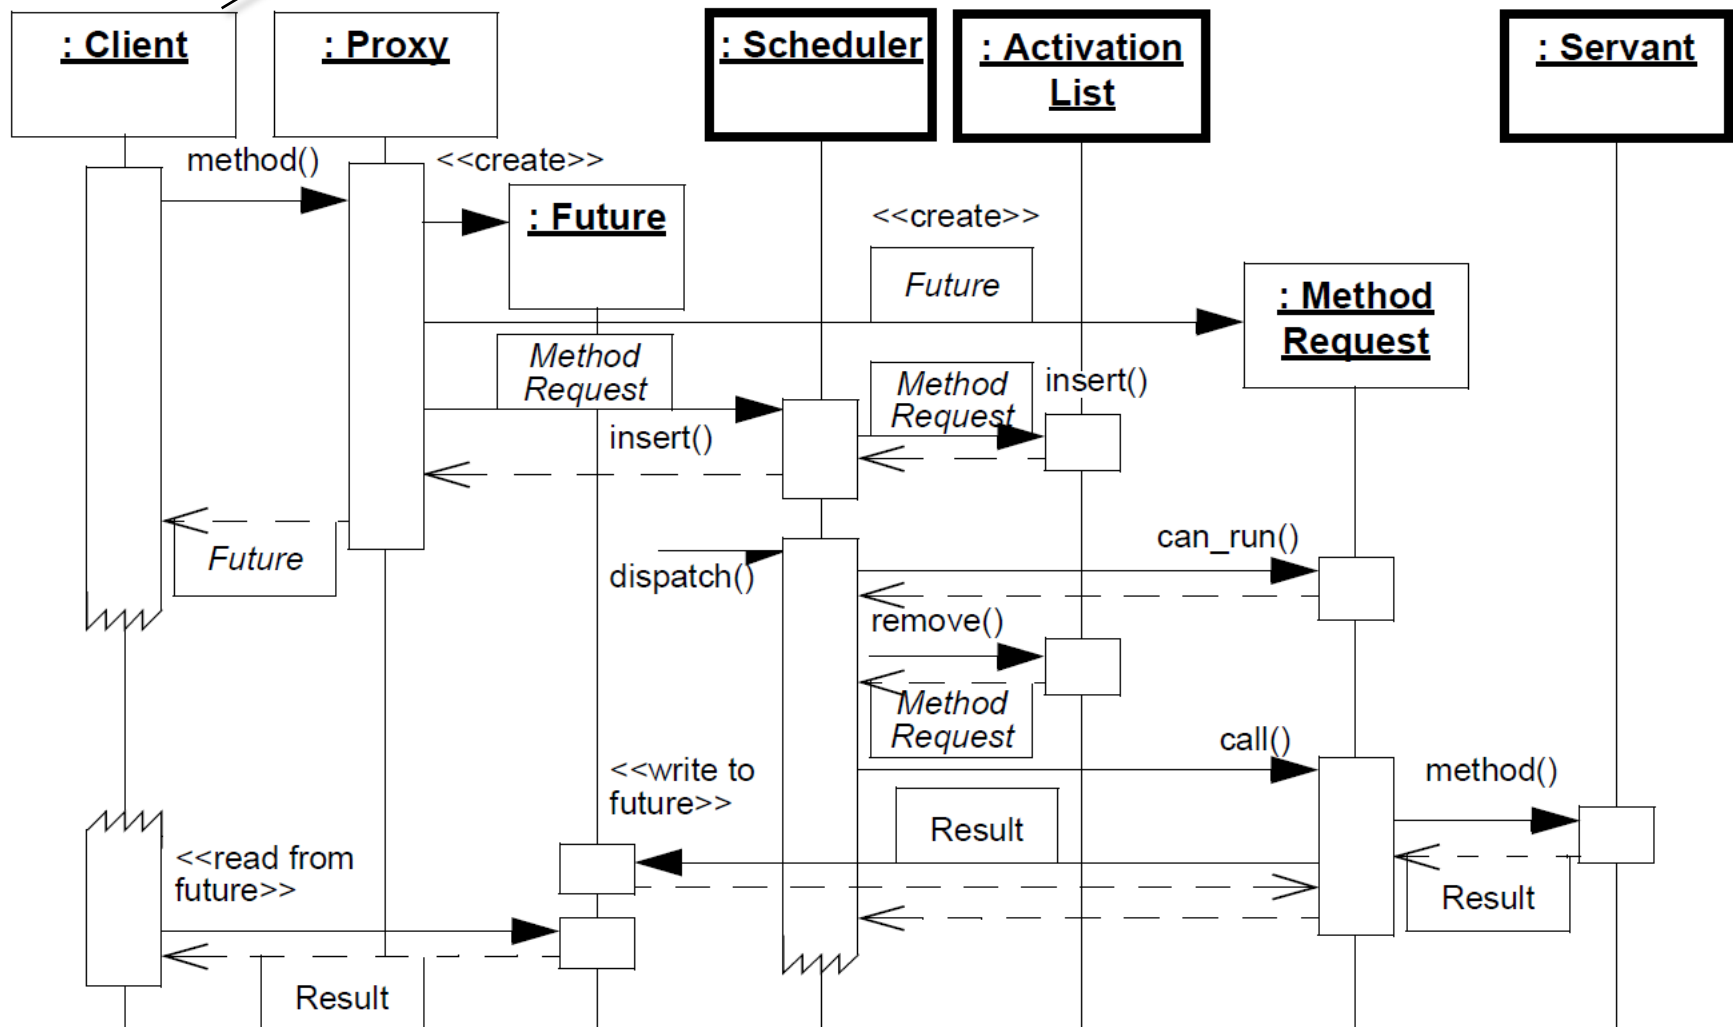 : Client
: Proxy
: Scheduler
: Activation
List
: Servant
method()
<<create>>
: Future
<<create>>
Future
: Method
Request
Method
Request
insert()
Method
Request
insert()
Future
dispatch()
can_run()
remove()
Method
Request
call()
<<write to
future>>
method()
Result
<<read from
future>>
Result
Result